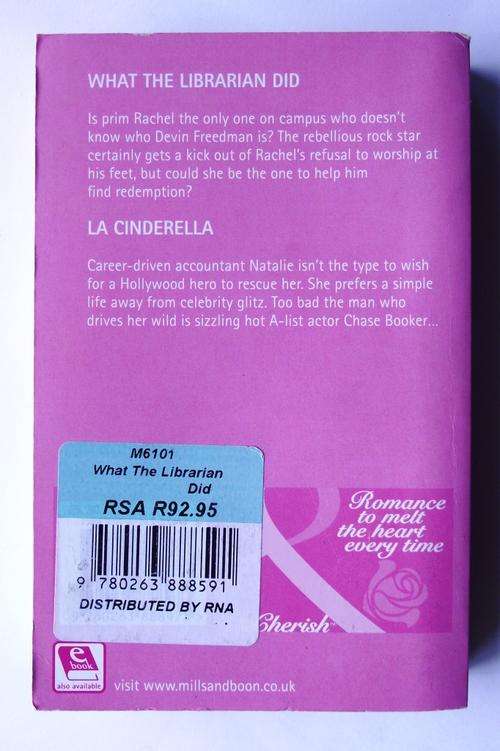 WHAT THE LIBRARIAN DID
Is prim Rachel the only one on campus who doesn't
know who Devin Freedman is? The rebellious rock star
certainly gets a kick out of Rachel's refusal to worship at
his feet, but could she be the one to help him
find redemption?
LA CINDERELLA
Career-driven accountant Natalie isn't the type to wish
for a Hollywood hero to rescue her. She prefers a simple
life away from celebrity glitz. Too bad the man who
drives her wild is sizzling hot A-list actor Chase Booker...
M6101
What The Librarian
Did
RSA R92.95
9 780263 888591
DISTRIBUTED BY RNA
Romance
to melt
the heart
every time
Cherish™
e
book
also available
visit www.millsandboon.co.uk